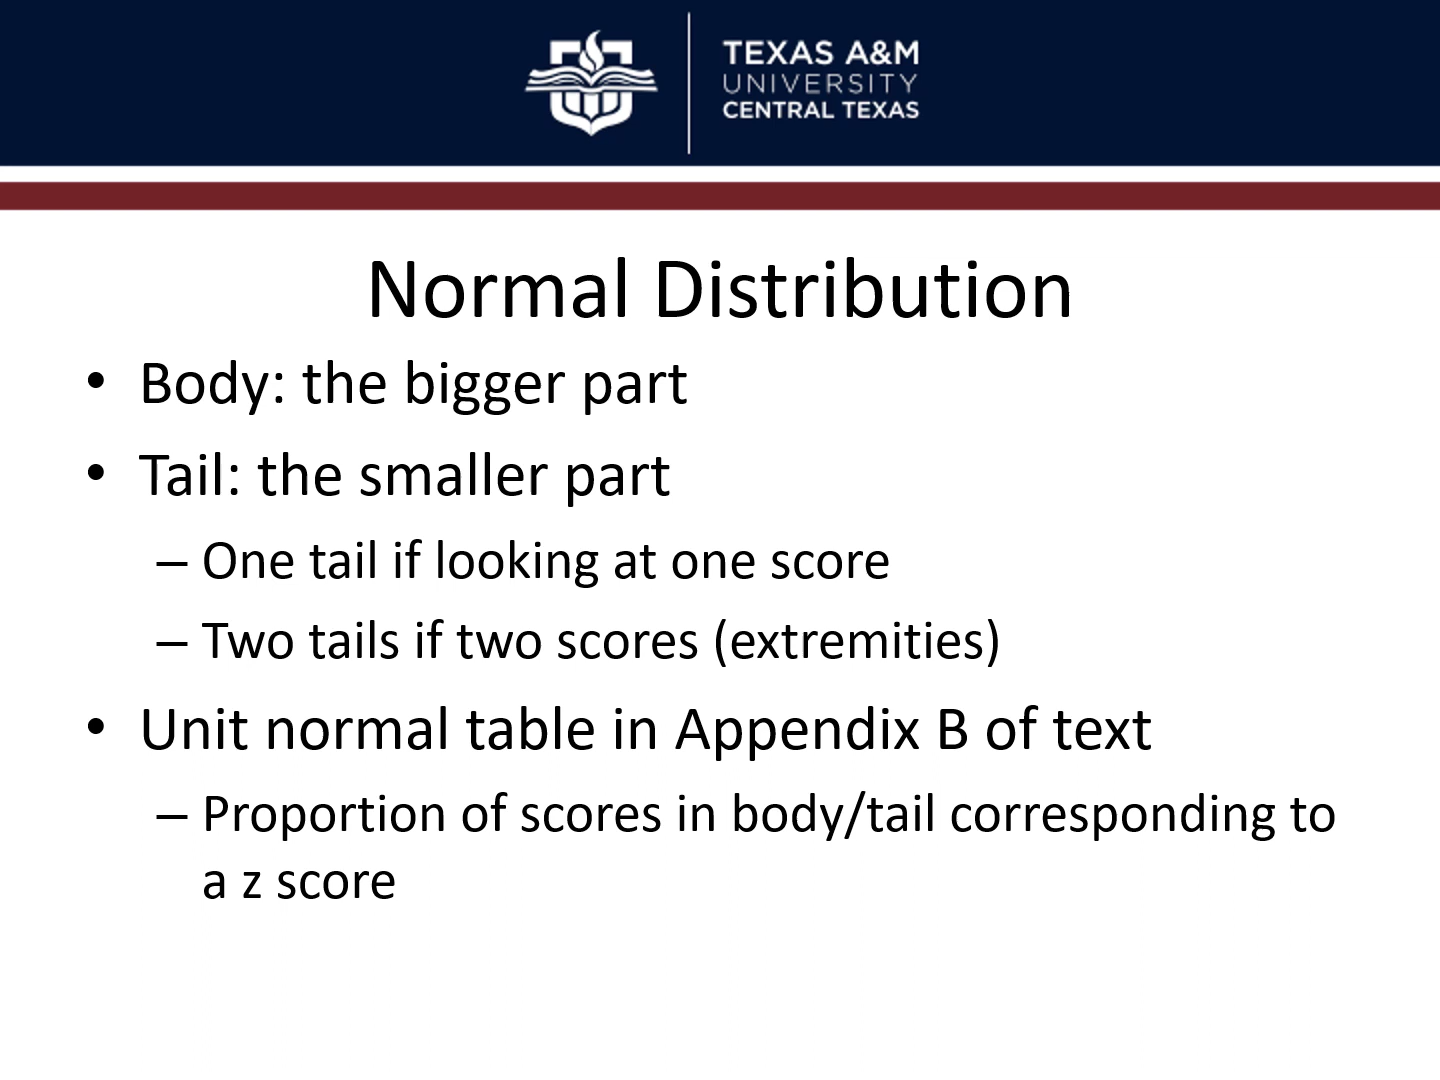 TEXAS A&M
UNIVERSITY
CENTRAL TEXAS
Normal Distribution
• Body: the bigger part
• Tail: the smaller part
– One tail if looking at one score
– Two tails if two scores (extremities)
• Unit normal table in Appendix B of text
– Proportion of scores in body/tail corresponding to
a z score